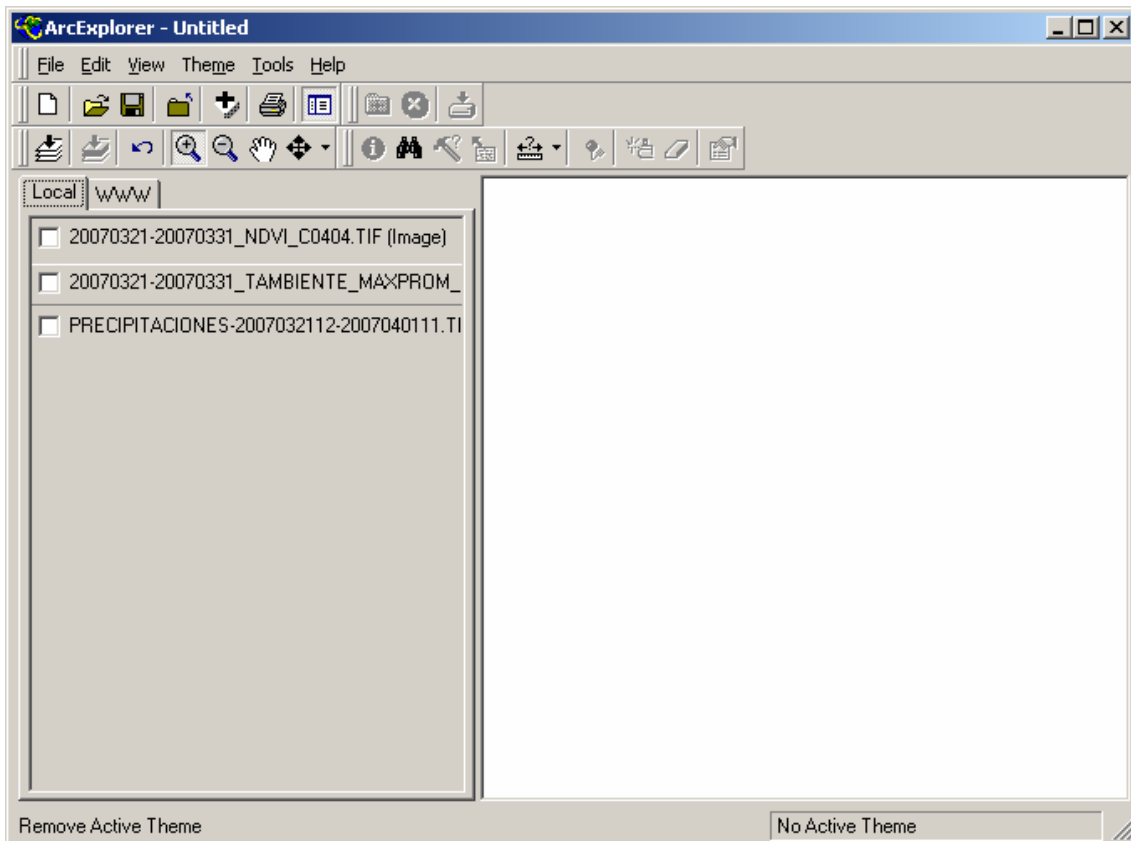 ArcExplorer - Untitled
File Edit View Theme Tools Help
Local WWW
20070321-20070331_NDVI_C0404.TIF (Image)
20070321-20070331_TAMBIENTE_MAXPROM_
PRECIPITACIONES-2007032112-2007040111.TI
Remove Active Theme No Active Theme